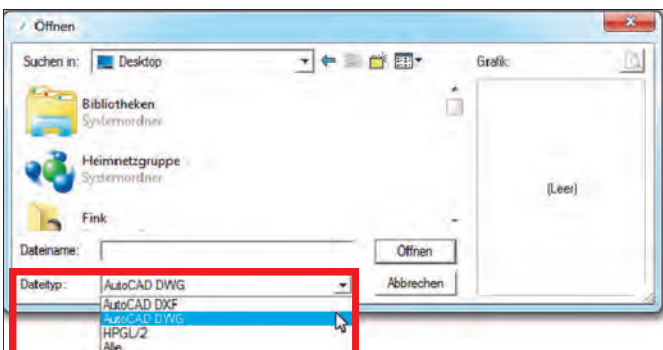 Öffnen
Suchen in: Desktop
Grafik:
Bibliotheken
Systemordner
Heimnetzgruppe
Systemordner
Fink
(Leer)
Dateiname:
Öffnen
Dateityp: AutoCAD DWG
Abbrechen
AutoCAD DXF
AutoCAD DWG
HPGL/2
Alle